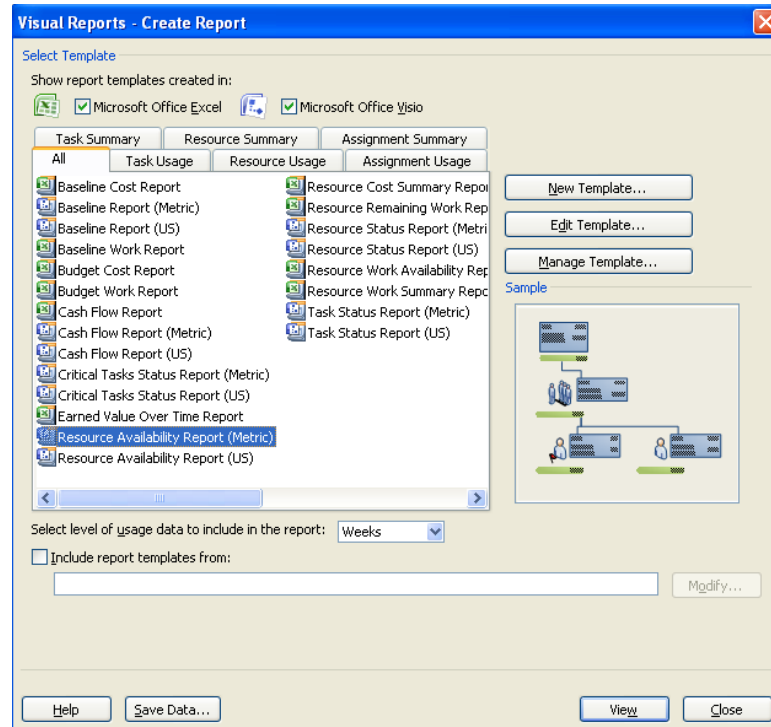 Visual Reports - Create Report
Select Template
Show report templates created in:
Microsoft Office Excel Microsoft Office Visio
Task Summary Resource Summary Assignment Summary
All Task Usage Resource Usage Assignment Usage
Baseline Cost Report
Baseline Report (Metric)
Baseline Report (US)
Baseline Work Report
Budget Cost Report
Budget Work Report
Cash Flow Report
Cash Flow Report (Metric)
Cash Flow Report (US)
Critical Tasks Status Report (Metric)
Critical Tasks Status Report (US)
Earned Value Over Time Report
Resource Availability Report (Metric)
Resource Availability Report (US)
Resource Cost Summary Repor
Resource Remaining Work Rep
Resource Status Report (Metri
Resource Status Report (US)
Resource Work Availability Rep
Resource Work Summary Repo
Task Status Report (Metric)
Task Status Report (US)
New Template...
Edit Template...
Manage Template...
Sample
Select level of usage data to include in the report: Weeks
Include report templates from:
Modify...
Help Save Data... View Close